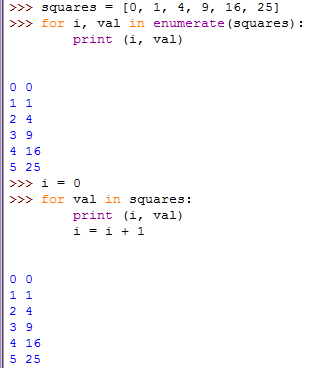 >>> squares = [0, 1, 4, 9, 16, 25]
>>> for i, val in enumerate(squares):
        print (i, val)
0 0
1 1
2 4
3 9
4 16
5 25
>>> i = 0
>>> for val in squares:
        print (i, val)
        i = i + 1
0 0
1 1
2 4
3 9
4 16
5 25